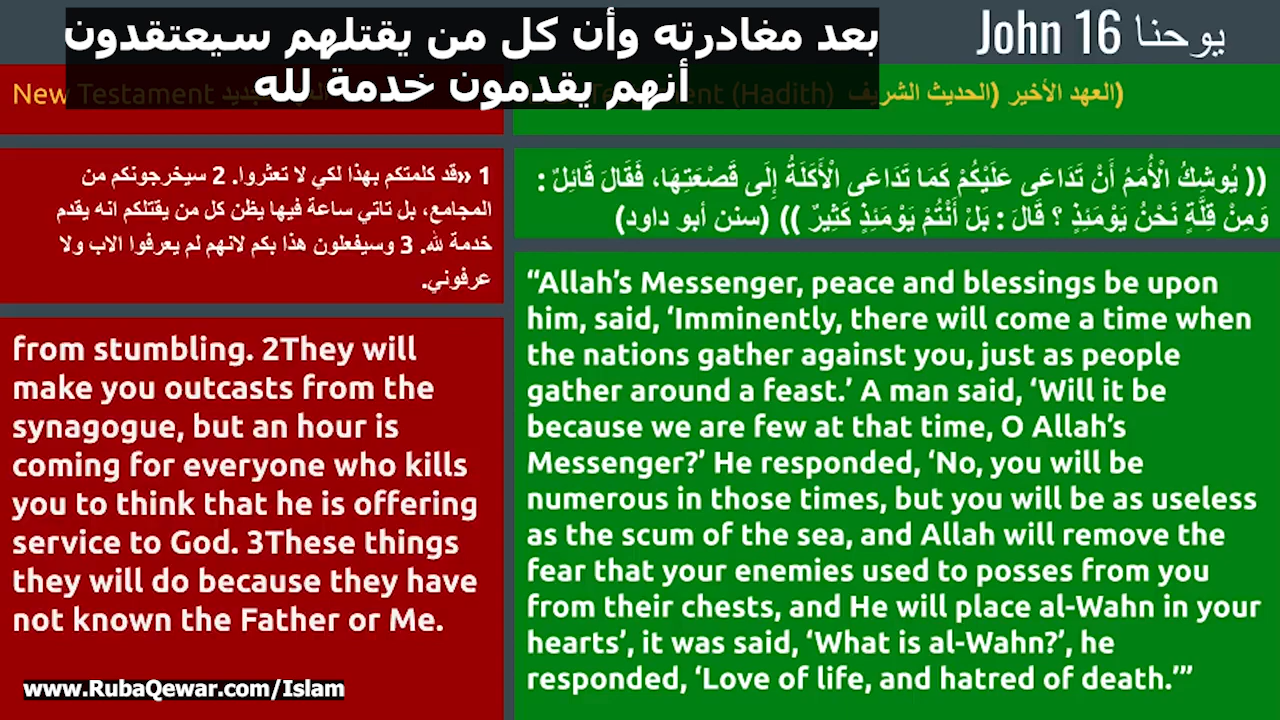 بعد مغادرته وأن كل من يقتلهم سيعتقدون
أنهم يقدمون خدمة لله
John 16 يوحنا
New Testament
(Hadith) العهد الأخير (الحديث الشريف)
1 «قد كلمتكم بهذا لكي لا تعثروا. 2 سيخرجونكم من
المجامع، بل تاتي ساعة فيها يظن كل من يقتلكم انه يقدم
خدمة لله. 3 وسيفعلون هذا بكم لانهم لم يعرفوا الاب ولا
عرفوني.
from stumbling. 2They will
make you outcasts from the
synagogue, but an hour is
coming for everyone who kills
you to think that he is offering
service to God. 3These things
they will do because they have
not known the Father or Me.
www.RubaQewar.com/Islam
(( يُوشِكُ الْأُمَمُ أَنْ تَدَاعَى عَلَيْكُمْ كَمَا تَدَاعَى الْأَكَلَةُ إِلَى قَصْعَتِهَا، فَقَالَ قَائِلٌ :
وَمِنْ قِلَّةٍ نَحْنُ يَوْمَئِذٍ ؟ قَالَ : بَلْ أَنْتُمْ يَوْمَئِذٍ كَثِيرٌ )) (سنن أبو داود)
“Allah’s Messenger, peace and blessings be upon
him, said, ‘Imminently, there will come a time when
the nations gather against you, just as people
gather around a feast.’ A man said, ‘Will it be
because we are few at that time, O Allah’s
Messenger?’ He responded, ‘No, you will be
numerous in those times, but you will be as useless
as the scum of the sea, and Allah will remove the
fear that your enemies used to posses from you
from their chests, and He will place al-Wahn in your
hearts’, it was said, ‘What is al-Wahn?’, he
responded, ‘Love of life, and hatred of death.’”